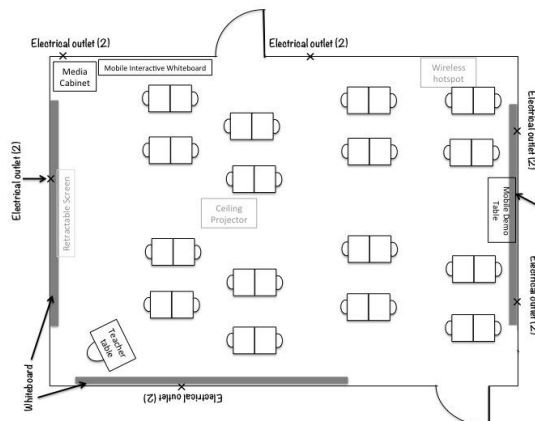 Electrical outlet (2)
Electrical outlet (2)
Media
Cabinet
Mobile Interactive Whiteboard
Wireless
hotspot
Electrical outlet (2)
Electrical outlet (2)
Retractable Screen
Ceiling
Projector
Mobile Demo
Table
Electrical outlet (2)
Teacher
table
Whiteboard
Electrical outlet (2)